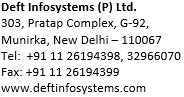 Deft Infosystems (P) Ltd.
303, Pratap Complex, G-92,
Munirka, New Delhi – 110067
Tel:  +91 11 26194398, 32966070
Fax: +91 11 26194399
www.deftinfosystems.com